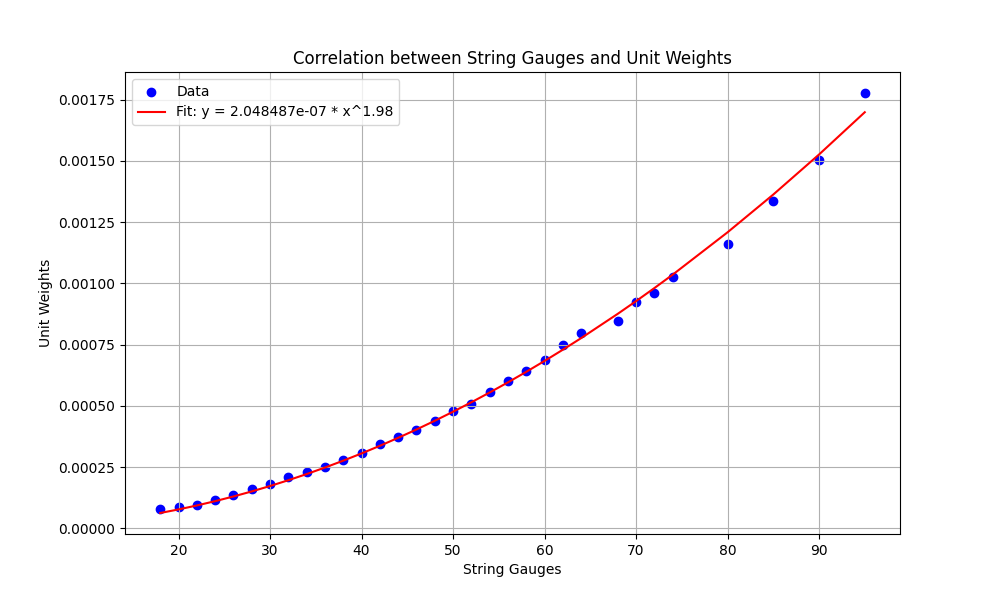 Correlation between String Gauges and Unit Weights
Data
Fit: y = 2.048487e-07 * x^1.98
0.00175
0.00150
0.00125
0.00100
0.00075
0.00050
0.00025
0.00000
Unit Weights
20 30 40 50 60 70 80 90
String Gauges